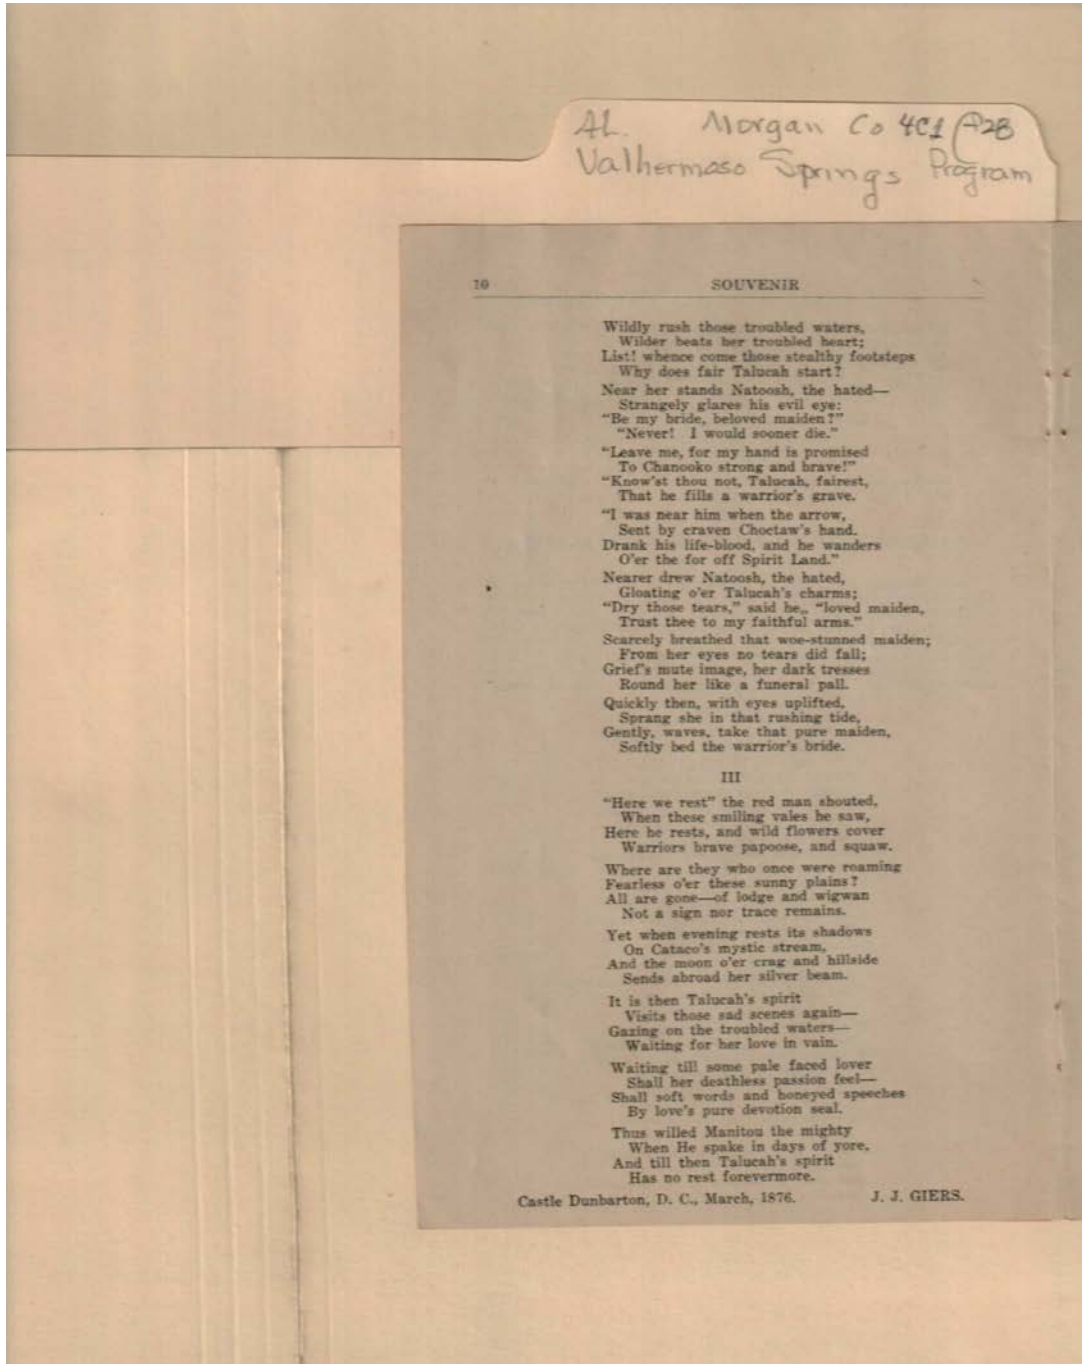 AL. Morgan Co 4C1 P28
Valhermaso Springs Program
10 SOUVENIR
Wildly rush those troubled waters,
Wilder beats her troubled heart;
List! whence come those stealthy footsteps
Why does fair Talucah start?
Near her stands Natoosh, the hated—
Strangely glares his evil eye:
“Be my bride, beloved maiden?”
“Never! I would sooner die.”
“Leave me, for my hand is promised
To Chanooko strong and brave!”
“Know'st thou not, Talucah, fairest,
That he fills a warrior's grave.
“I was near him when the arrow,
Sent by craven Choctaw's hand.
Drank his life-blood, and he wanders
O'er the for off Spirit Land.”
Nearer drew Natoosh, the hated,
Gloating o'er Talucah's charms;
“Dry those tears,” said he,, “loved maiden,
Trust thee to my faithful arms.”
Scarcely breathed that woe-stunned maiden;
From her eyes no tears did fall;
Grief's mute image, her dark tresses
Round her like a funeral pall.
Quickly then, with eyes uplifted,
Sprang she in that rushing tide,
Gently, waves, take that pure maiden,
Softly bed the warrior's bride.
III
“Here we rest” the red man shouted,
When these smiling vales he saw,
Here he rests, and wild flowers cover
Warriors brave papoose, and squaw.
Where are they who once were roaming
Fearless o'er these sunny plains?
All are gone—of lodge and wigwan
Not a sign nor trace remains.
Yet when evening rests its shadows
On Cataco's mystic stream,
And the moon o'er crag and hillside
Sends abroad her silver beam.
It is then Talucah's spirit
Visits those sad scenes again—
Gazing on the troubled waters—
Waiting for her love in vain.
Waiting till some pale faced lover
Shall her deathless passion feel—
Shall soft words and honeyed speeches
By love's pure devotion seal.
Thus willed Manitou the mighty
When He spake in days of yore,
And till then Talucah's spirit
Has no rest forevermore.
Castle Dunbarton, D. C., March, 1876. J. J. GIERS.